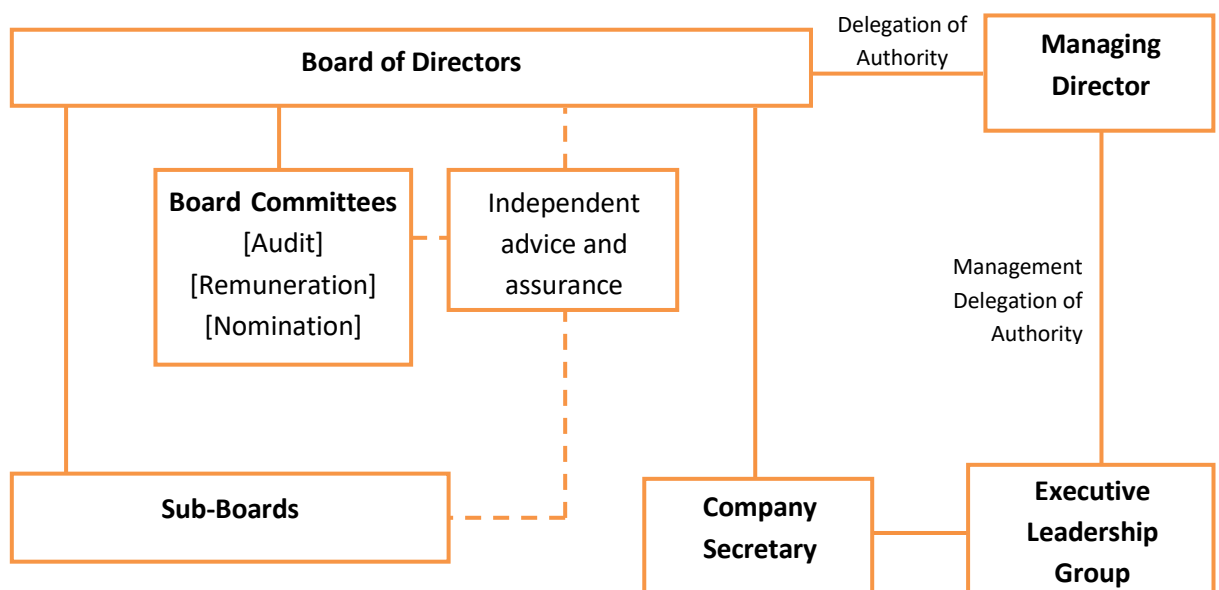 Board of Directors
Delegation of
Authority
Managing
Director
Board Committees
[Audit]
[Remuneration]
[Nomination]
Independent
advice and
assurance
Management
Delegation of
Authority
Sub-Boards
Company
Secretary
Executive
Leadership
Group